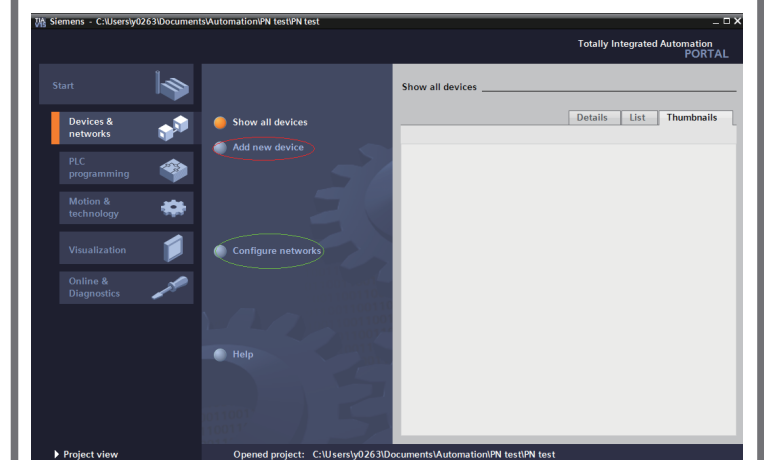 Siemens - C:\Users\y0263\Documents\Automation\PN test\PN test
Totally Integrated Automation
PORTAL
Start
Devices &
networks
PLC
programming
Motion &
technology
Visualization
Online &
Diagnostics
Show all devices
Add new device
Configure networks
Help
Show all devices
Details
List
Thumbnails
Project view
Opened project: C:\Users\y0263\Documents\Automation\PN test\PN test